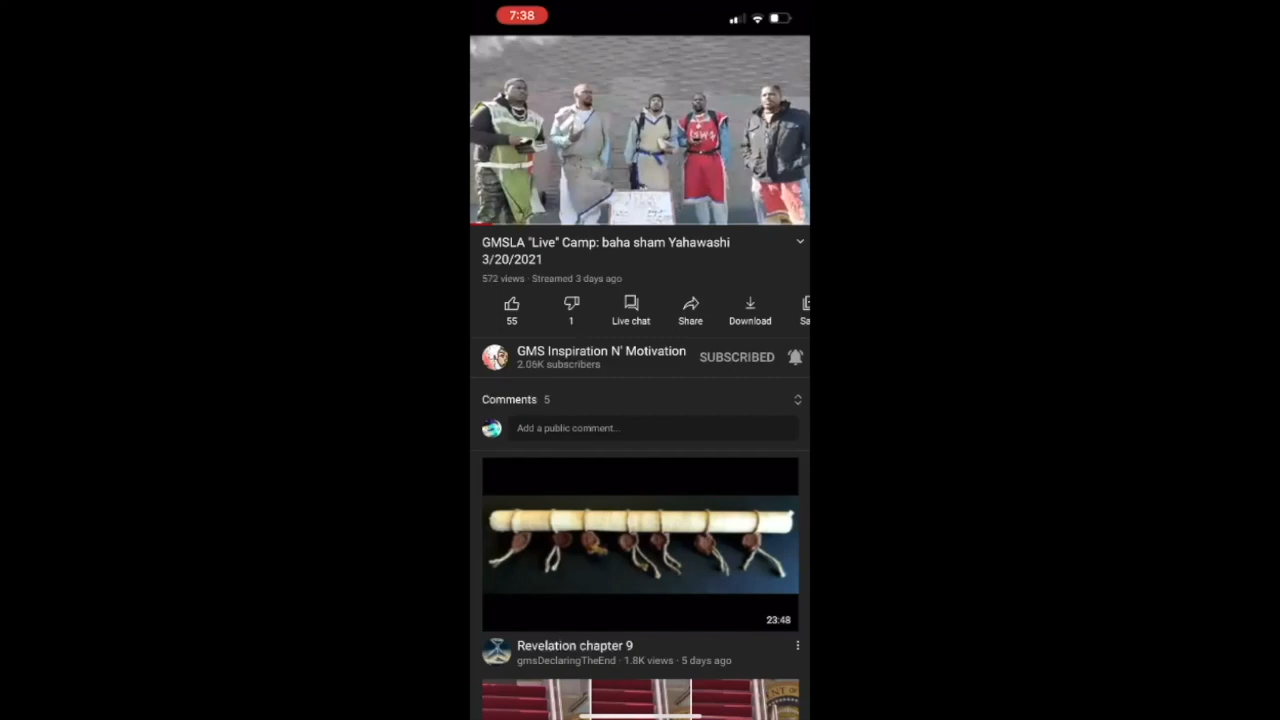 7:38
GMSLA "Live" Camp: baha sham Yahawashi
3/20/2021
572 views · Streamed 3 days ago
55
1
Live chat
Share
Download
Sa
GMS Inspiration N' Motivation
2.06K subscribers
SUBSCRIBED
Comments 5
Add a public comment...
23:48
Revelation chapter 9
gmsDeclaringTheEnd · 1.8K views · 5 days ago